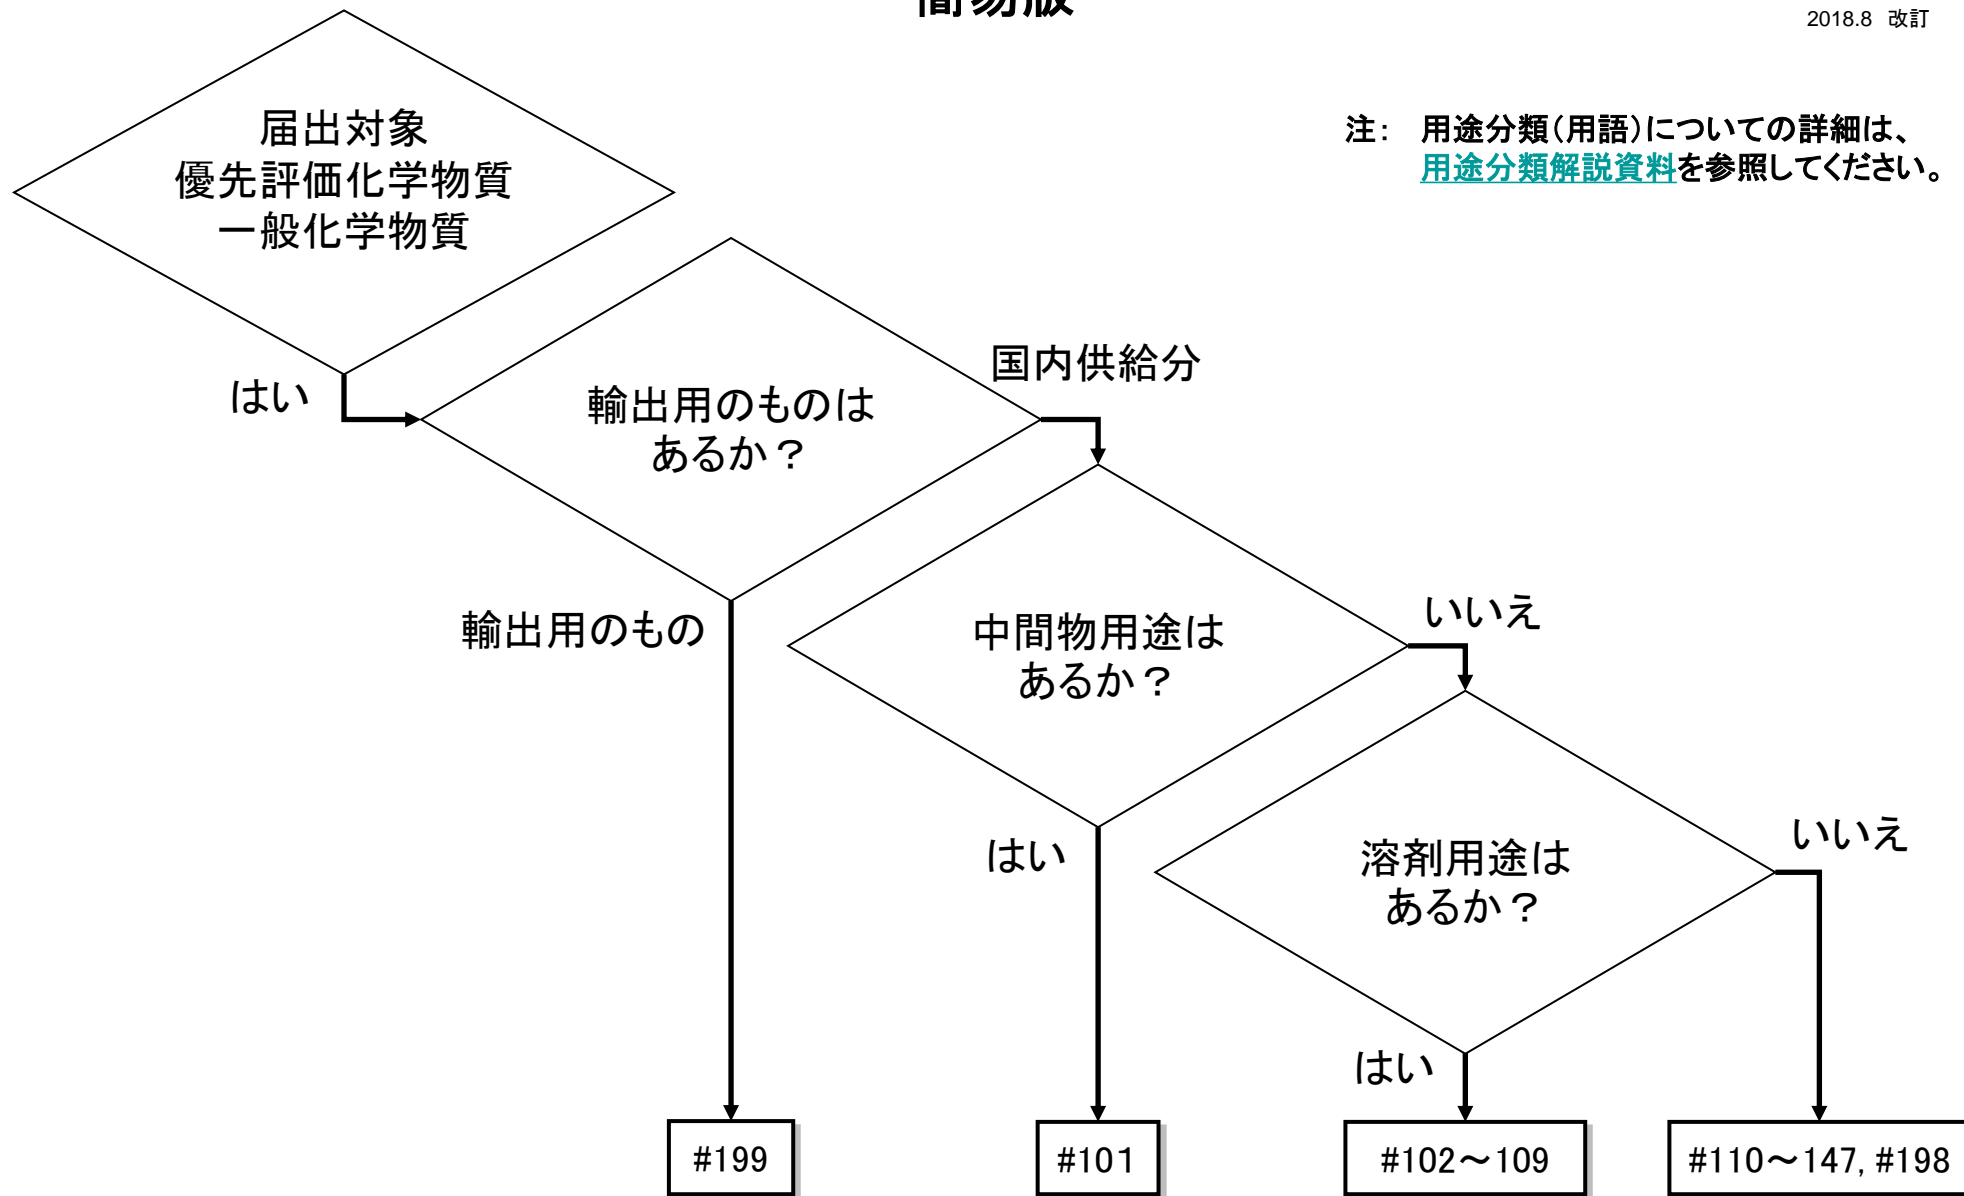 簡易版
2018.8 改訂
注： 用途分類（用語）についての詳細は、
用途分類解説資料を参照してください。
届出対象
優先評価化学物質
一般化学物質
はい
輸出用のものは
あるか？
国内供給分
輸出用のもの
中間物用途は
あるか？
いいえ
はい
溶剤用途は
あるか？
いいえ
はい
#199
#101
#102～109
#110～147, #198